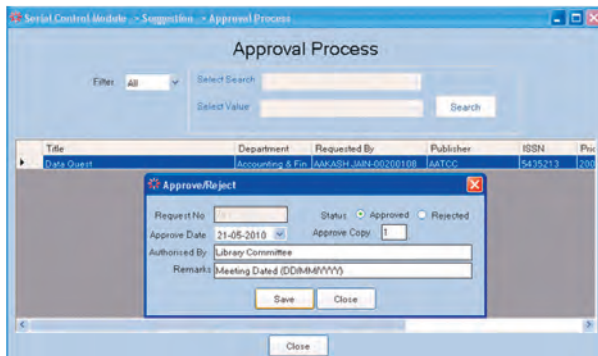 Serial Control Module - Suggestion - Approval Process
Approval Process
Filter All Select Search
Select Value Search
Title Department Requested By Publisher ISSN Pric
Data Quest Accounting & Fin AAKASH JAIN-00200108 AATCC 5435213 200
Approve/Reject
Request No Status Approved Rejected
Approve Date 21-05-2010 Approve Copy 1
Authorised By Library Committee
Remarks Meeting Dated (DD/MM/YYYY)
Save Close
Close